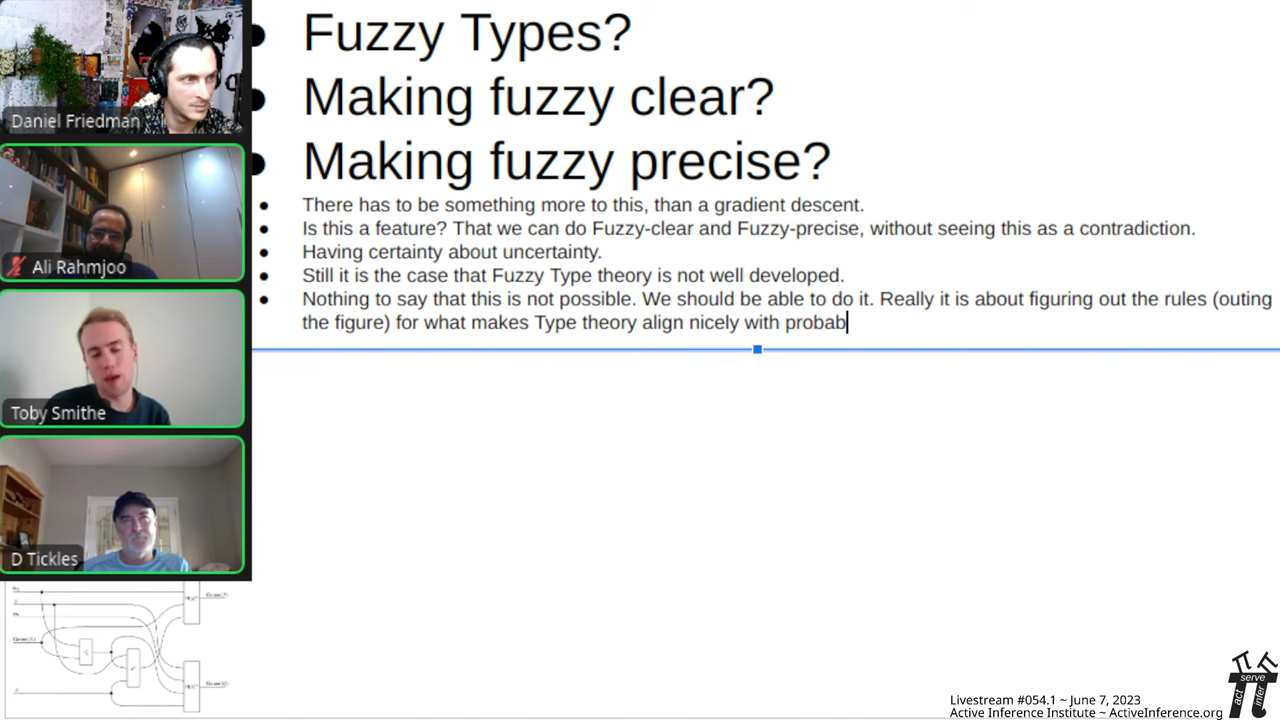 Fuzzy Types?
Making fuzzy clear?
Making fuzzy precise?
There has to be something more to this, than a gradient descent.
Is this a feature? That we can do Fuzzy-clear and Fuzzy-precise, without seeing this as a contradiction.
Having certainty about uncertainty.
Still it is the case that Fuzzy Type theory is not well developed.
Nothing to say that this is not possible. We should be able to do it. Really it is about figuring out the rules (outing
the figure) for what makes Type theory align nicely with probab
Daniel Friedman
Ali Rahmjoo
Toby Smithe
D Tickles
act
serve
infer
Livestream #054.1 ~ June 7, 2023
Active Inference Institute ~ ActiveInference.org